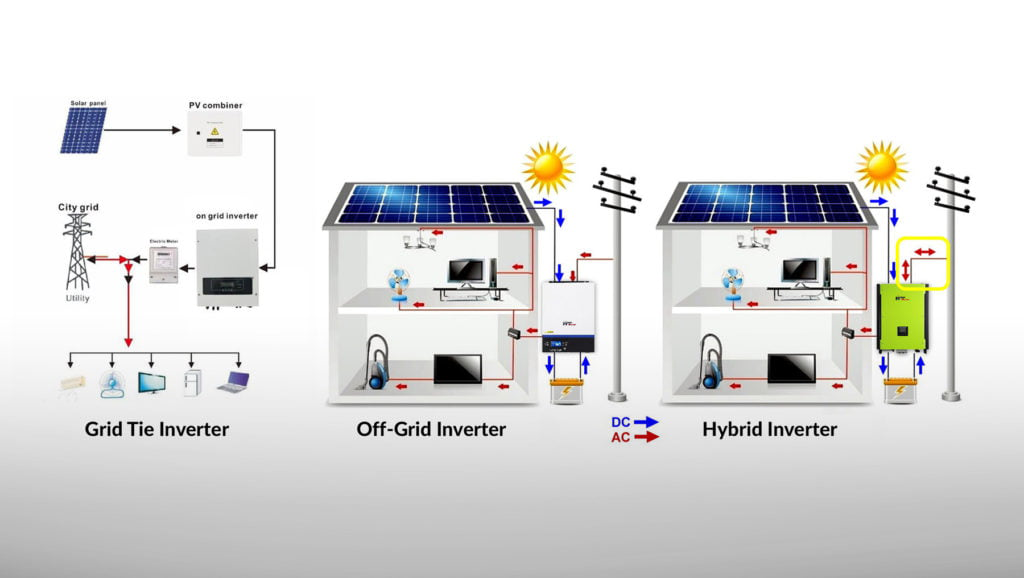 Solar panel
PV combiner
City grid
on grid inverter
Electric Meter
Utility
Grid Tie Inverter
Off-Grid Inverter
DC
AC
Hybrid Inverter